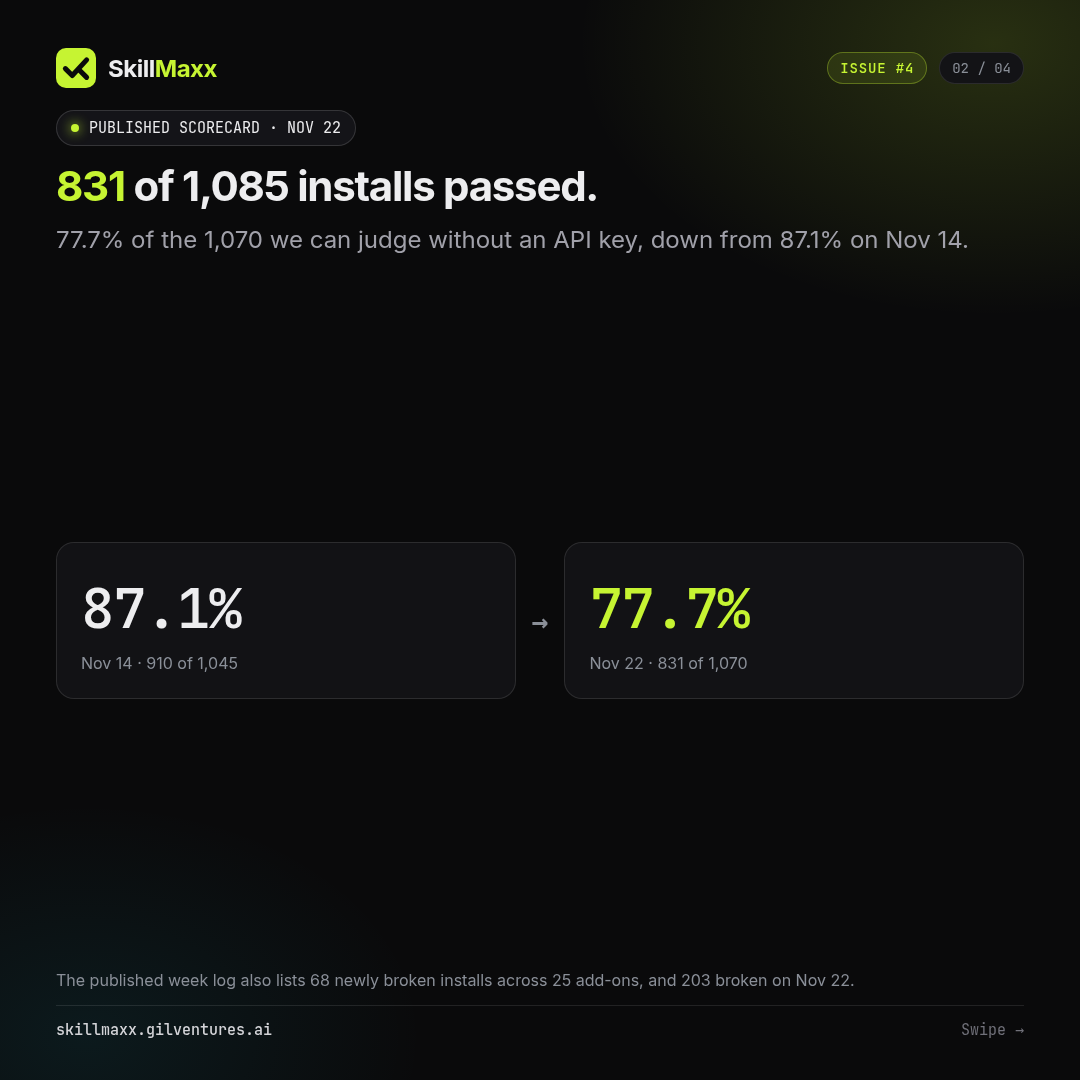 SkillMaxx
ISSUE #4
02 / 04
PUBLISHED SCORECARD · NOV 22
831 of 1,085 installs passed.
77.7% of the 1,070 we can judge without an API key, down from 87.1% on Nov 14.
87.1%
Nov 14 · 910 of 1,045
→
77.7%
Nov 22 · 831 of 1,070
The published week log also lists 68 newly broken installs across 25 add-ons, and 203 broken on Nov 22.
skillmaxx.gilventures.ai
Swipe →